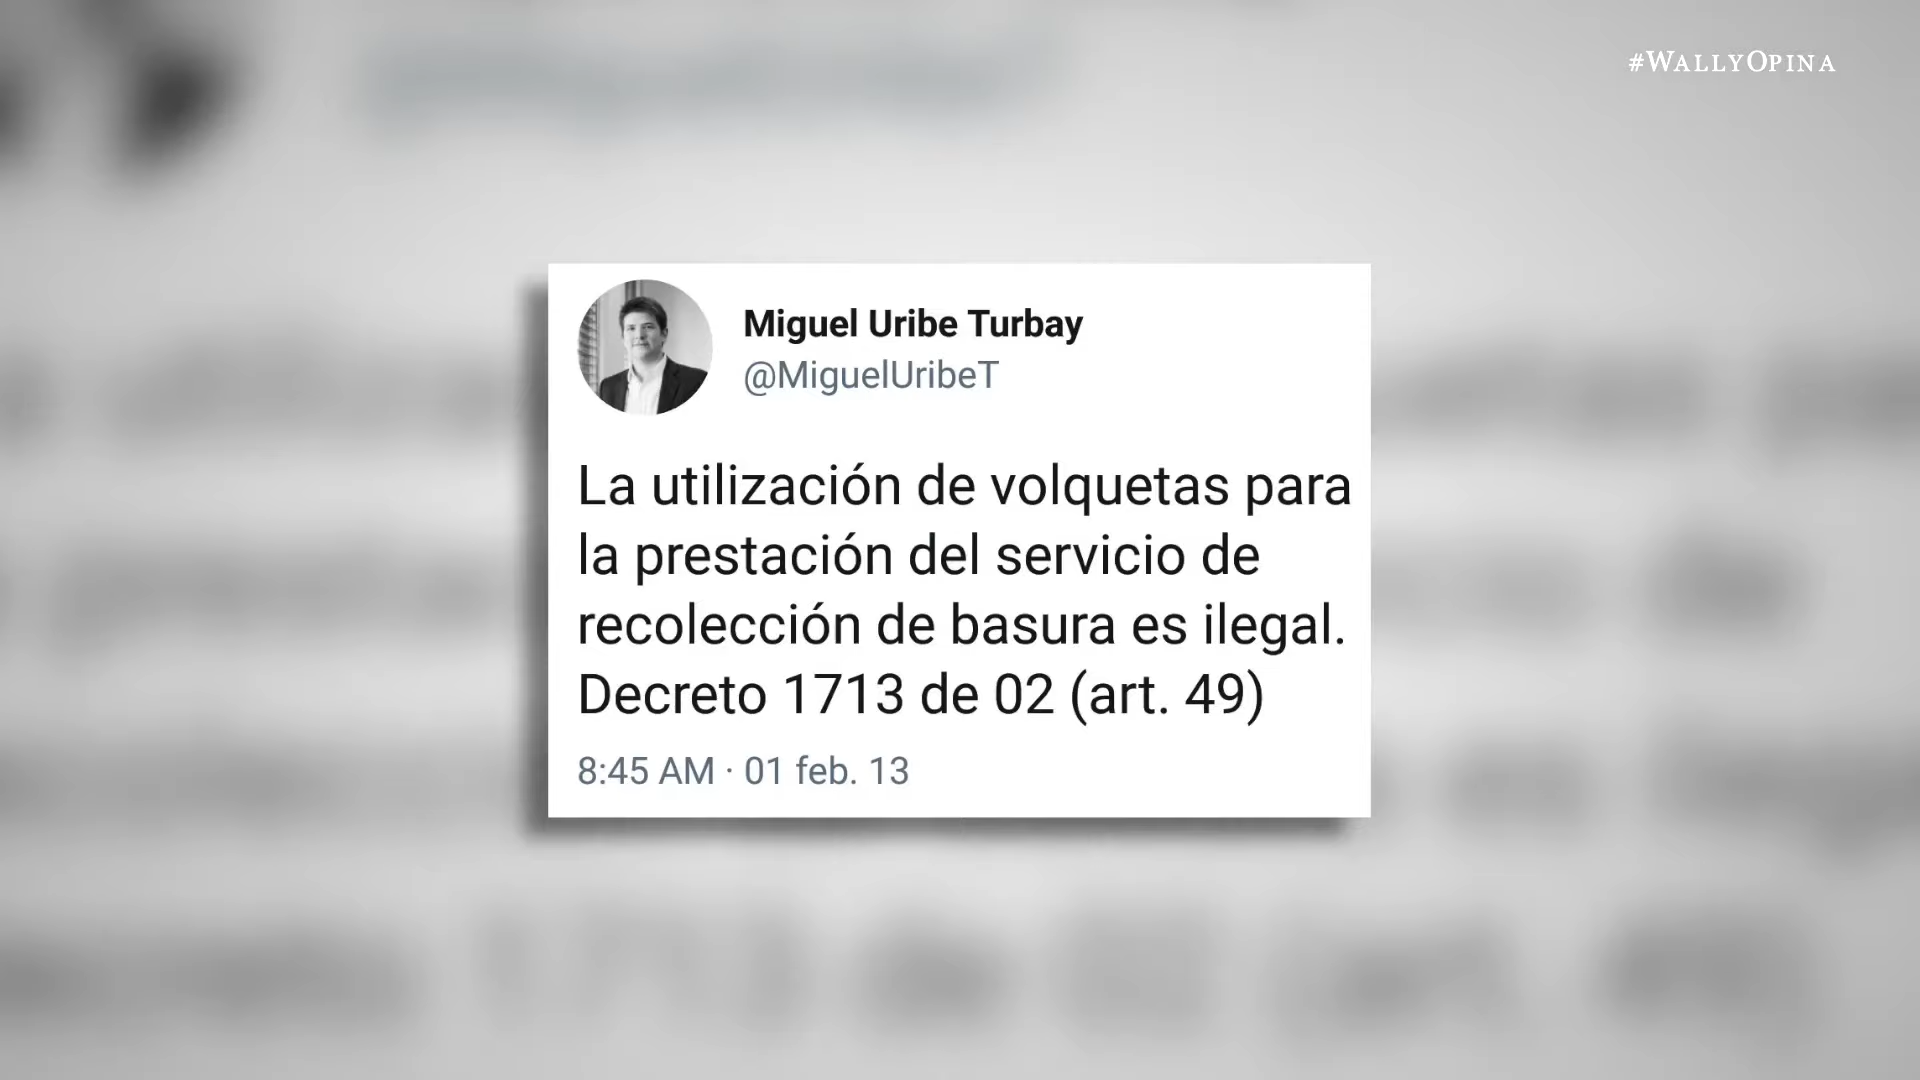 #WALLYOPINA
Miguel Uribe Turbay
@MiguelUribeT
La utilización de volquetas para
la prestación del servicio de
recolección de basura es ilegal.
Decreto 1713 de 02 (art. 49)
8:45 AM · 01 feb. 13